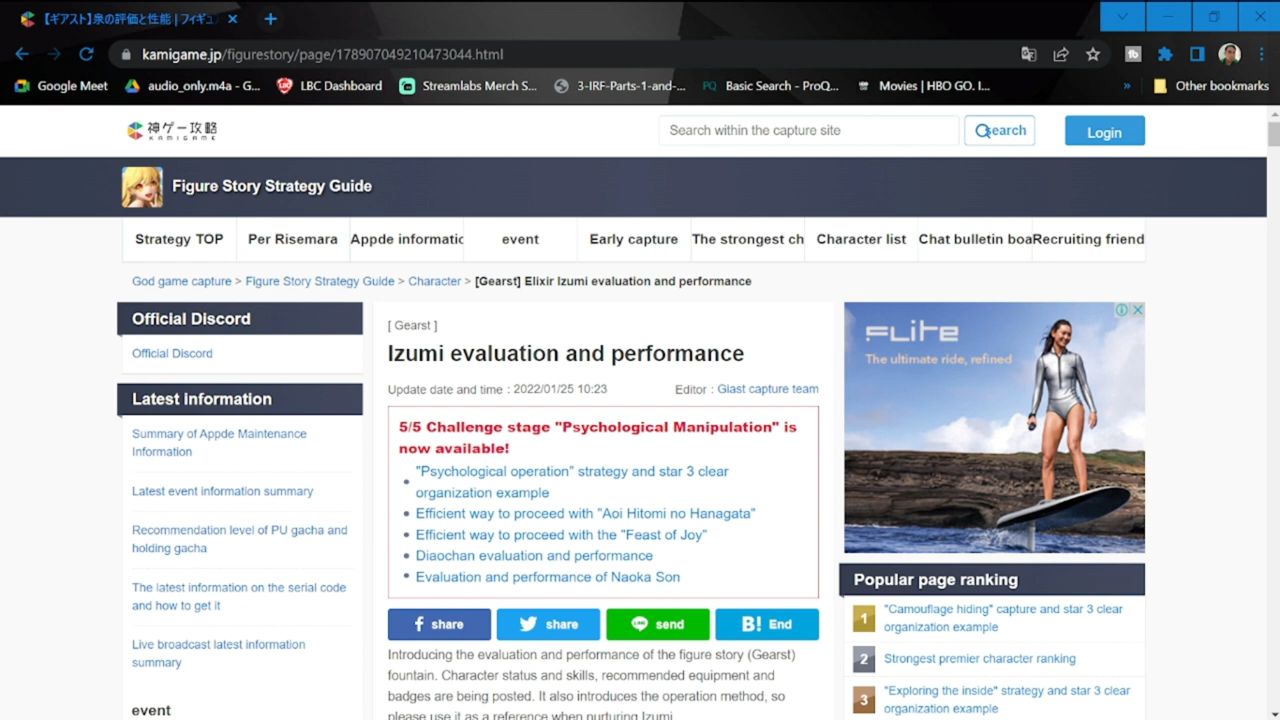 【ギアスト】泉の評価と性能 | フィギュ
kamigame.jp/figurestory/page/178907049210473044.html
Google Meet
audio_only.m4a - G...
LBC Dashboard
Streamlabs Merch S...
3-IRF-Parts-1-and-...
PQ
Basic Search - ProQ...
Movies | HBO GO. I...
»
Other bookmarks
神ゲー攻略
KAMIGAME
Search within the capture site
Search
Login
Figure Story Strategy Guide
Strategy TOP
Per Risemara
Appde informatic
event
Early capture
The strongest ch
Character list
Chat bulletin boa
Recruiting friend
God game capture > Figure Story Strategy Guide > Character > [Gearst] Elixir Izumi evaluation and performance
Official Discord
Official Discord
Latest information
Summary of Appde Maintenance
Information
Latest event information summary
Recommendation level of PU gacha and
holding gacha
The latest information on the serial code
and how to get it
Live broadcast latest information
summary
event
[ Gearst ]
Izumi evaluation and performance
Update date and time : 2022/01/25 10:23
Editor : Giast capture team
5/5 Challenge stage "Psychological Manipulation" is
now available!
"Psychological operation" strategy and star 3 clear
organization example
Efficient way to proceed with "Aoi Hitomi no Hanagata"
Efficient way to proceed with the "Feast of Joy"
Diaochan evaluation and performance
Evaluation and performance of Naoka Son
f share
share
LINE send
B! End
Introducing the evaluation and performance of the figure story (Gearst)
fountain. Character status and skills, recommended equipment and
badges are being posted. It also introduces the operation method, so
please use it as a reference when nurturing Izumi.
FLITE
The ultimate ride, refined
Popular page ranking
1
"Camouflage hiding" capture and star 3 clear
organization example
2
Strongest premier character ranking
3
"Exploring the inside" strategy and star 3 clear
organization example